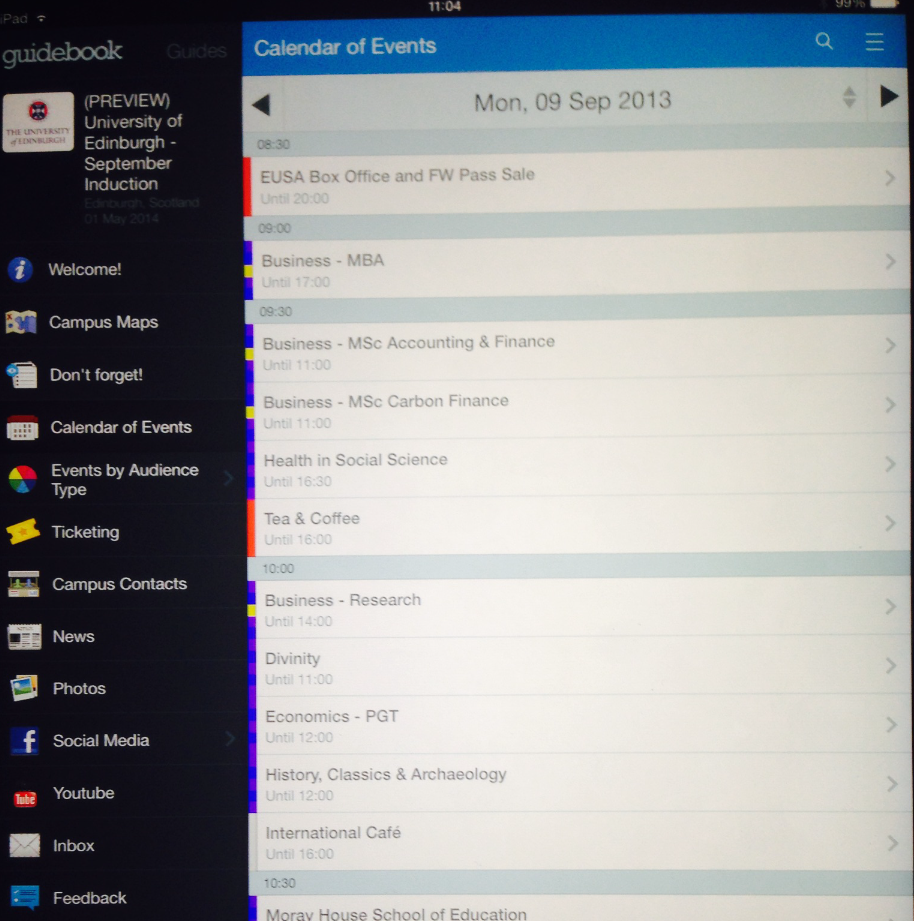 iPad
11:04
99%
guidebook
Guides
THE UNIVERSITY
of EDINBURGH
(PREVIEW)
University of
Edinburgh -
September
Induction
Edinburgh, Scotland
01 May 2014
Welcome!
Campus Maps
Don't forget!
Calendar of Events
Events by Audience
Type
Ticketing
Campus Contacts
News
Photos
Social Media
Tube
Youtube
Inbox
Feedback
Calendar of Events
Mon, 09 Sep 2013
08:30
EUSA Box Office and FW Pass Sale
Until 20:00
09:00
Business - MBA
Until 17:00
09:30
Business - MSc Accounting & Finance
Until 11:00
Business - MSc Carbon Finance
Until 11:00
Health in Social Science
Until 16:30
Tea & Coffee
Until 16:00
10:00
Business - Research
Until 14:00
Divinity
Until 11:00
Economics - PGT
Until 12:00
History, Classics & Archaeology
Until 12:00
International Café
Until 16:00
10:30
Moray House School of Education